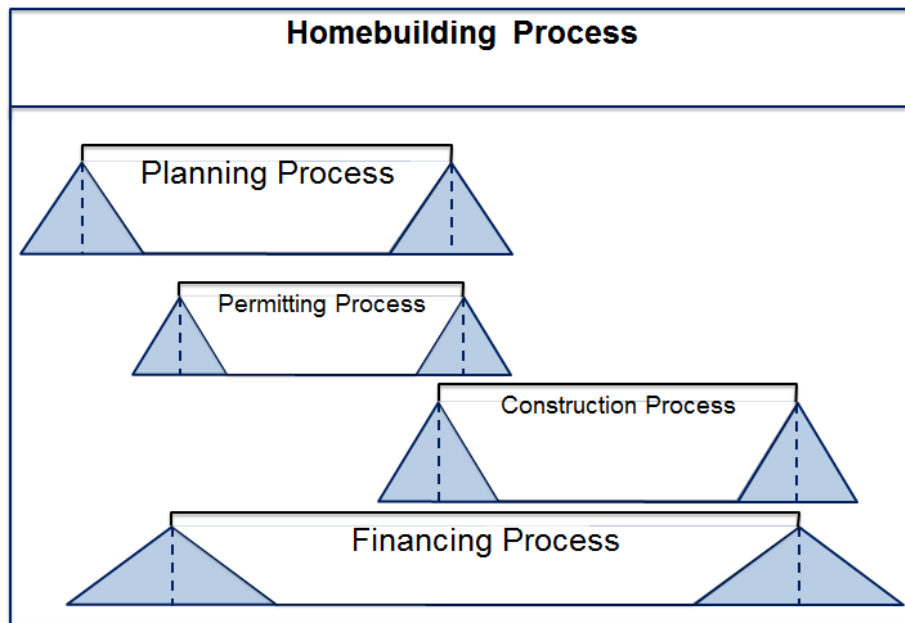 Homebuilding Process
Planning Process
Permitting Process
Construction Process
Financing Process